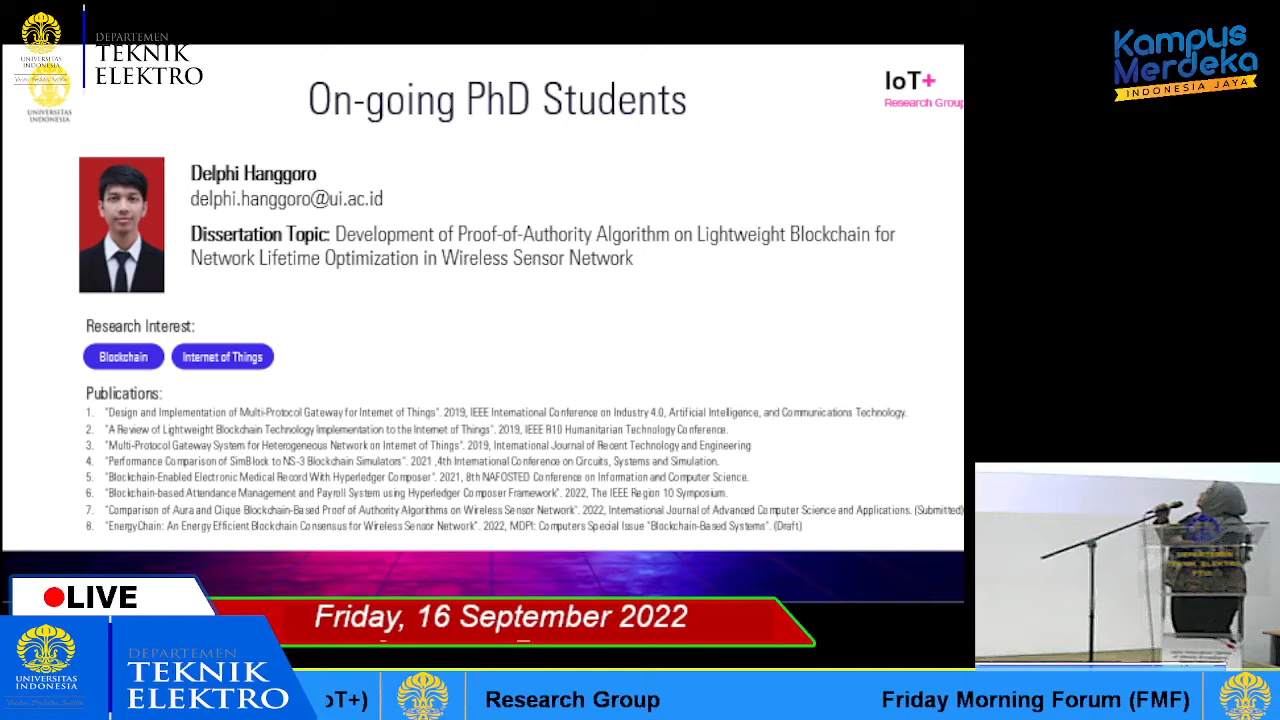 UNIVERSITAS
INDONESIA
DEPARTEMEN
TEKNIK
ELEKTRO
UNIVERSITAS
INDONESIA
Kampus
Merdeka
INDONESIA JAYA
On-going PhD Students
IoT+
Research Group
Delphi Hanggoro
delphi.hanggoro@ui.ac.id
Dissertation Topic: Development of Proof-of-Authority Algorithm on Lightweight Blockchain for
Network Lifetime Optimization in Wireless Sensor Network
Research Interest:
Blockchain
Internet of Things
Publications:
1. "Design and Implementation of Multi-Protocol Gateway for Internet of Things". 2019, IEEE International Conference on Industry 4.0, Artificial Intelligence, and Communications Technology.
2. "A Review of Lightweight Blockchain Technology Implementation to the Internet of Things". 2019, IEEE R10 Humanitarian Technology Conference.
3. "Multi-Protocol Gateway System for Heterogeneous Network on Internet of Things". 2019, International Journal of Recent Technology and Engineering
4. "Performance Comparison of SimBlock to NS-3 Blockchain Simulators". 2021 ,4th International Conference on Circuits, Systems and Simulation.
5. "Blockchain-Enabled Electronic Medical Record With Hyperledger Composer". 2021, 8th NAFOSTED Conference on Information and Computer Science.
6. "Blockchain-based Attendance Management and Payroll System using Hyperledger Composer Framework". 2022, The IEEE Region 10 Symposium.
7. "Comparison of Aura and Clique Blockchain-Based Proof of Authority Algorithms on Wireless Sensor Network". 2022, International Journal of Advanced Computer Science and Applications. (Submitted)
8. "EnergyChain: An Energy Efficient Blockchain Consensus for Wireless Sensor Network". 2022, MDPI: Computers Special Issue "Blockchain-Based Systems". (Draft)
DEPARTEMEN
TEKNIK ELEKTRO
FTUI
LIVE
Friday, 16 September 2022
UNIVERSITAS
INDONESIA
DEPARTEMEN
TEKNIK
ELEKTRO
oT+)
Research Group
Friday Morning Forum (FMF)